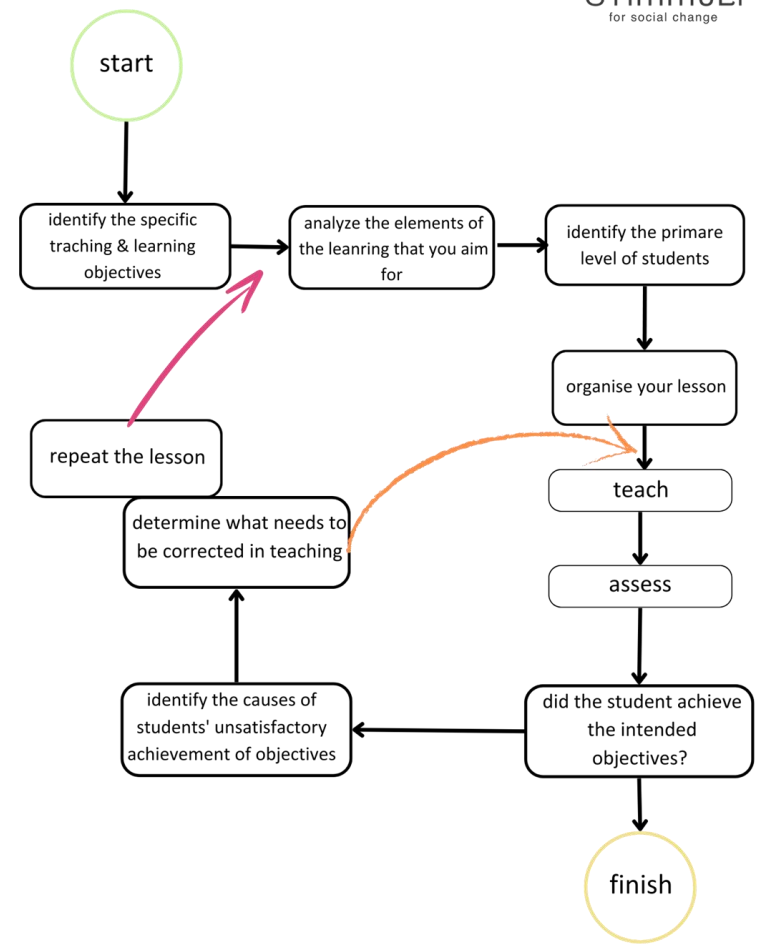 for social change
start
identify the specific
traching & learning
objectives
analyze the elements of
the leanring that you aim
for
identify the primare
level of students
organise your lesson
teach
assess
did the student achieve
the intended
objectives?
identify the causes of
students' unsatisfactory
achievement of objectives
determine what needs to
be corrected in teaching
repeat the lesson
finish